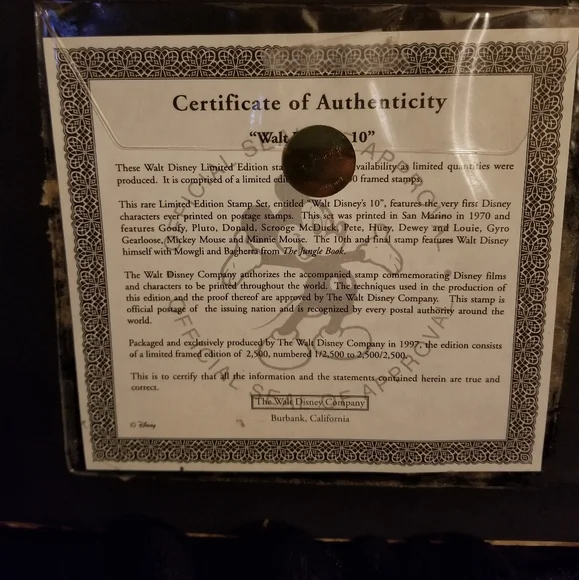 Certificate of Authenticity
"Walt 10"
These Walt Disney Limited Edition availability as limited quantities were
produced. It is comprised of a limited framed stamps.
This rare Limited Edition Stamp Set, entitled "Walt Disney's 10", features the very first Disney
characters ever printed on postage stamps. This set was printed in San Marino in 1970 and
features Goofy, Pluto, Donald, Scrooge McDuck, Pete, Huey, Dewey and Louie, Gyro
Gearloose, Mickey Mouse and Minnie Mouse. The 10th and final stamp features Walt Disney
himself with Mowgli and Bagherra from The Jungle Book.
The Walt Disney Company authorizes the accompanied stamp commemorating Disney films
and characters to be printed throughout the world. The techniques used in the production of
this edition and the proof thereof are approved by The Walt Disney Company. This stamp is
official postage of the issuing nation and is recognized by every postal authority around the
world.
Packaged and exclusively produced by The Walt Disney Company in 1997, the edition consists
of a limited framed edition of 2,500, numbered 1/2,500 to 2,500/2,500.
This is to certify that all the information and the statements contained herein are true and
correct.
The Walt Disney Company
Burbank, California
© Disney
OFFICIAL SEAL OF APPROVAL
OFFICIAL SEAL OF APPROVAL